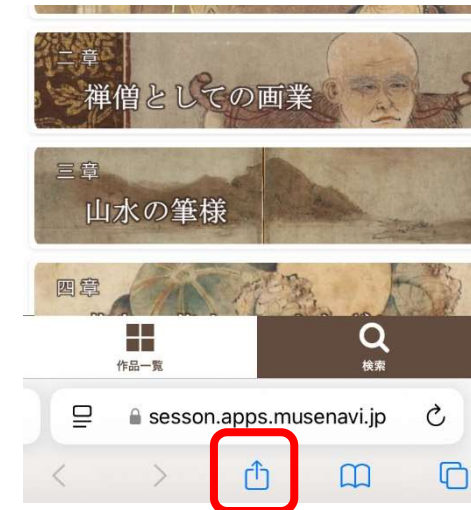 二章
禅僧としての画業
三章
山水の筆様
四章
作品一覧
検索
sesson.apps.musenavi.jp